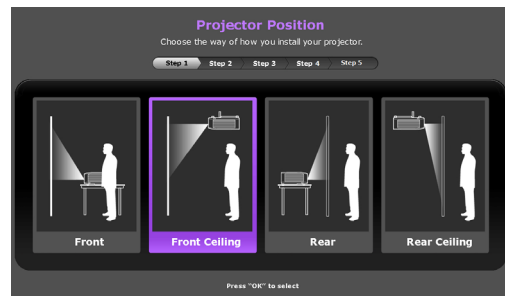 Projector Position
Choose the way of how you install your projector.
Step 1 Step 2 Step 3 Step 4 Step 5
Front Front Ceiling Rear Rear Ceiling
Press "OK" to select